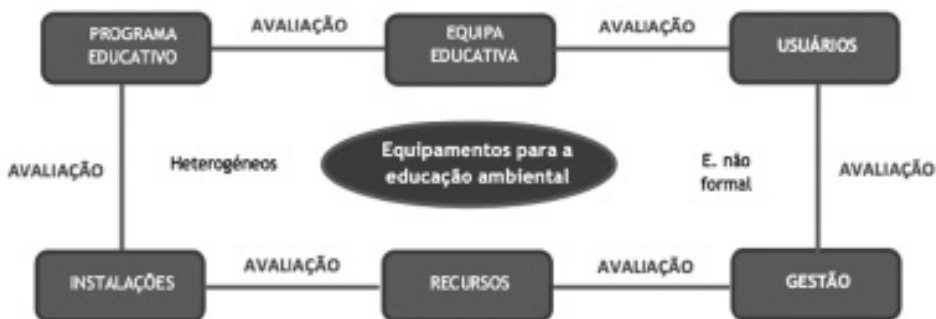 PROGRAMA
EDUCATIVO
AVALIAÇÃO
EQUIPA
EDUCATIVA
AVALIAÇÃO
USUÁRIOS
AVALIAÇÃO
Heterogéneos
Equipamentos para a
educação ambiental
E. não
formal
AVALIAÇÃO
INSTALAÇÕES
AVALIAÇÃO
RECURSOS
AVALIAÇÃO
GESTÃO